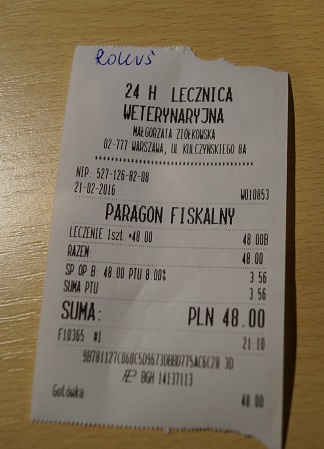 Rokuś
24 H LECZNICA
WETERYNARYJNA
MAŁGORZATA ZIÓŁKOWSKA
02-777 WARSZAWA, UL. KULCZYŃSKIEGO 8A
NIP: 527-126-82-08
21-02-2016 W010853
PARAGON FISKALNY
LECZENIE 1szt *48.00 48.00B
RAZEM: 48.00
SP OP B: 48.00 PTU 8.00% 3.56
SUMA PTU 3.56
SUMA: PLN 48.00
F10365 #1 21:10
BGH 14137113
Gotówka 48.00